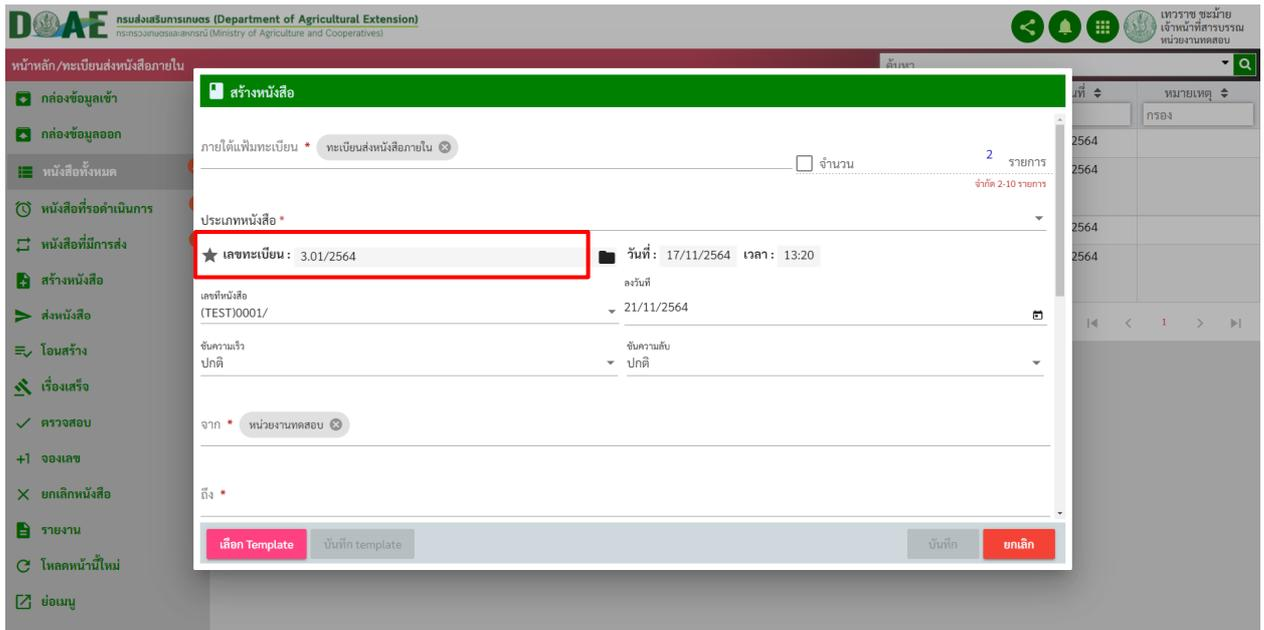 DOAE กรมส่งเสริมการเกษตร (Department of Agricultural Extension)
กระทรวงเกษตรและสหกรณ์ (Ministry of Agriculture and Cooperatives)
เทวราช ชะม้าย
เจ้าหน้าที่สารบรรณ
หน่วยงานทดสอบ
หน้าหลัก/ทะเบียนส่งหนังสือภายใน
ค้นหา
กล่องข้อมูลเข้า
กล่องข้อมูลออก
หนังสือทั้งหมด
หนังสือที่รอดำเนินการ
หนังสือที่มีการส่ง
สร้างหนังสือ
ส่งหนังสือ
โอนสร้าง
เรื่องเสร็จ
ตรวจสอบ
+1 จองเลข
ยกเลิกหนังสือ
รายงาน
โหลดหน้านี้ใหม่
ย่อเมนู
สร้างหนังสือ
ภายใต้แฟ้มทะเบียน * ทะเบียนส่งหนังสือภายใน
จำนวน 2 รายการ
จำกัด 2-10 รายการ
ประเภทหนังสือ *
เลขทะเบียน : 3.01/2564
วันที่ : 17/11/2564 เวลา : 13:20
เลขที่หนังสือ
(TEST)0001/
ลงวันที่
21/11/2564
ชั้นความเร็ว
ปกติ
ชั้นความลับ
ปกติ
จาก * หน่วยงานทดสอบ
ถึง *
เลือก Template บันทึก template บันทึก ยกเลิก
หมายเหตุ
กรอง
2564
2564
2564
2564
1